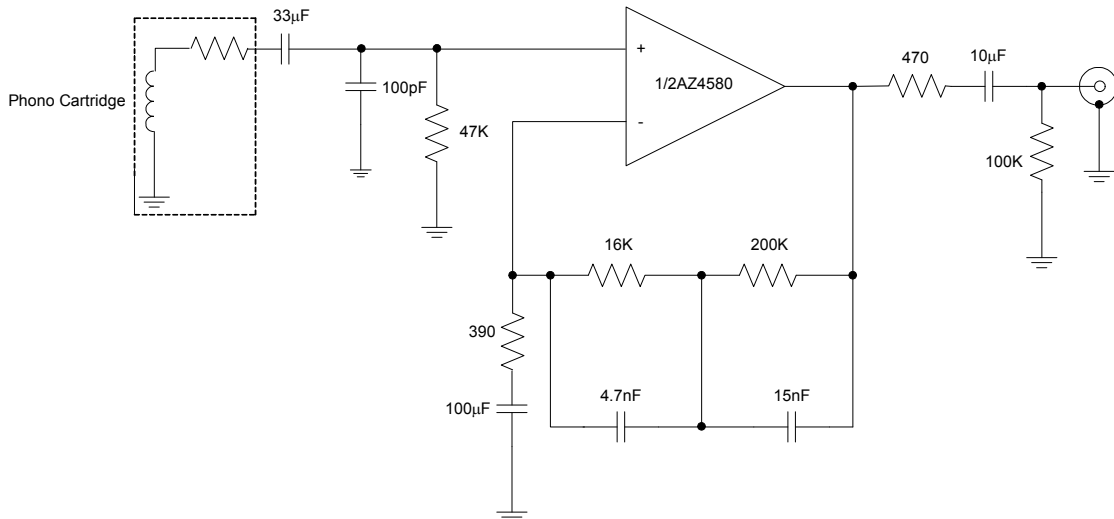 33μF
Phono Cartridge
100pF
47K
+
-
1/2AZ4580
470
10μF
100K
16K
200K
390
100μF
4.7nF
15nF